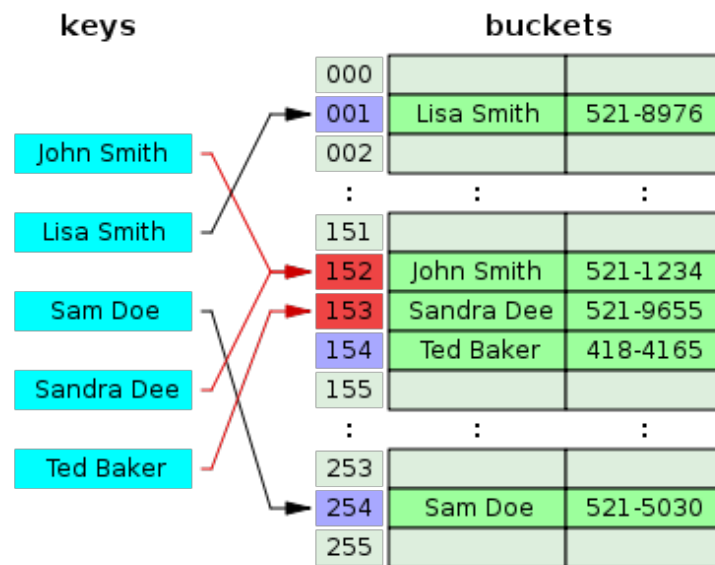 keys
buckets
000
001 Lisa Smith 521-8976
John Smith
002
: : :
Lisa Smith
151
152 John Smith 521-1234
Sam Doe
153 Sandra Dee 521-9655
154 Ted Baker 418-4165
Sandra Dee
155
: : :
Ted Baker
253
254 Sam Doe 521-5030
255